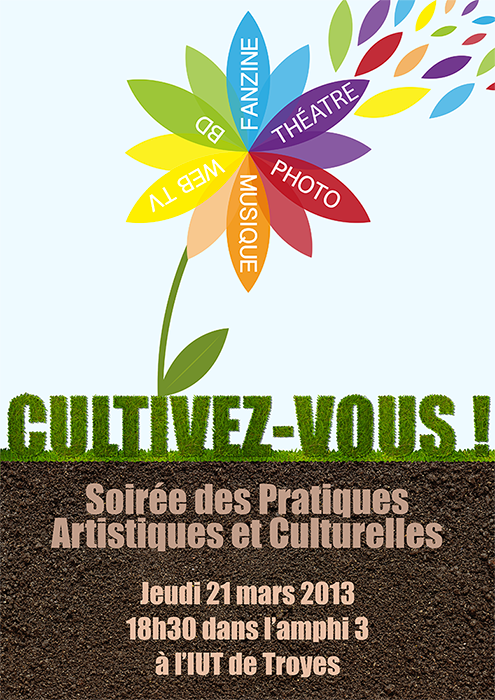 FANZINE
THÉATRE
PHOTO
MUSIQUE
WEB TV
BD
CULTIVEZ-VOUS !
Soirée des Pratiques
Artistiques et Culturelles
Jeudi 21 mars 2013
18h30 dans l'amphi 3
à l'IUT de Troyes